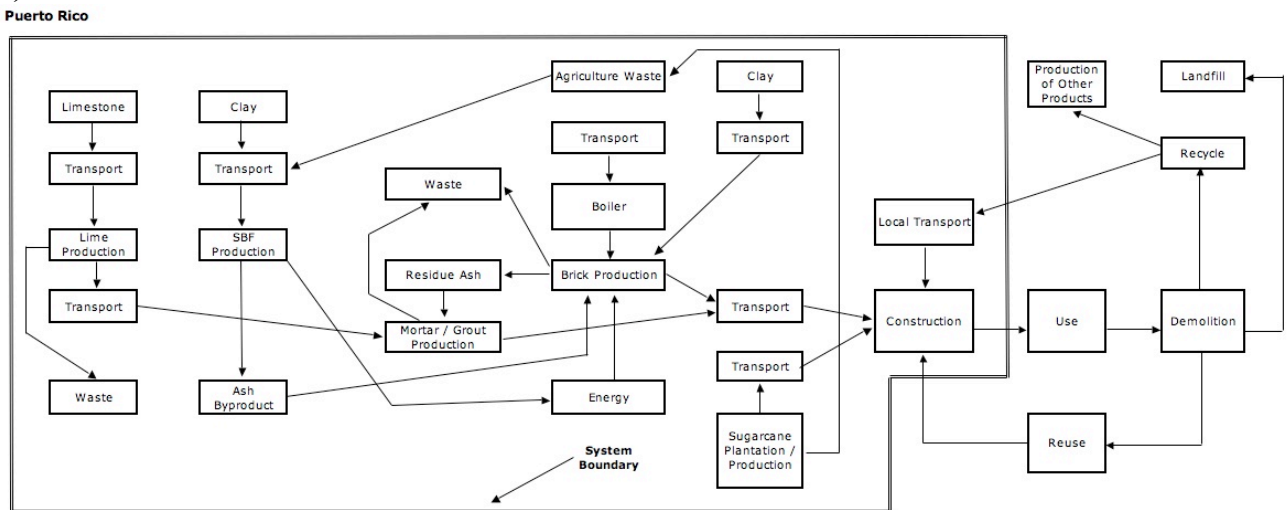 Puerto Rico
Agriculture Waste
Clay
Production
of Other
Products
Landfill
Limestone
Clay
Transport
Transport
Recycle
Transport
Transport
Waste
Boiler
Local Transport
Lime
Production
SBF
Production
Residue Ash
Brick Production
Transport
Transport
Mortar / Grout
Production
Construction
Use
Demolition
Transport
Waste
Ash
Byproduct
Energy
Sugarcane
Plantation /
Production
Reuse
System
Boundary